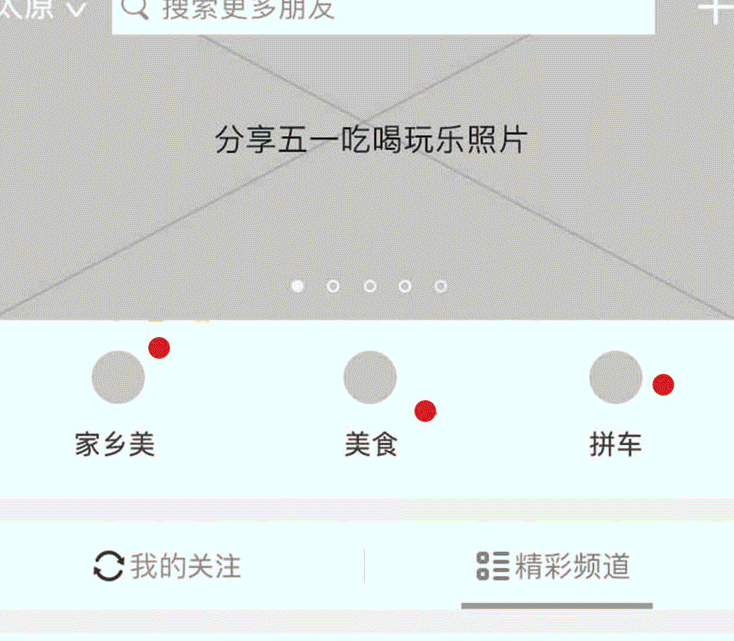 太原
搜索更多朋友
分享五一吃喝玩乐照片
家乡美
美食
拼车
我的关注
精彩频道